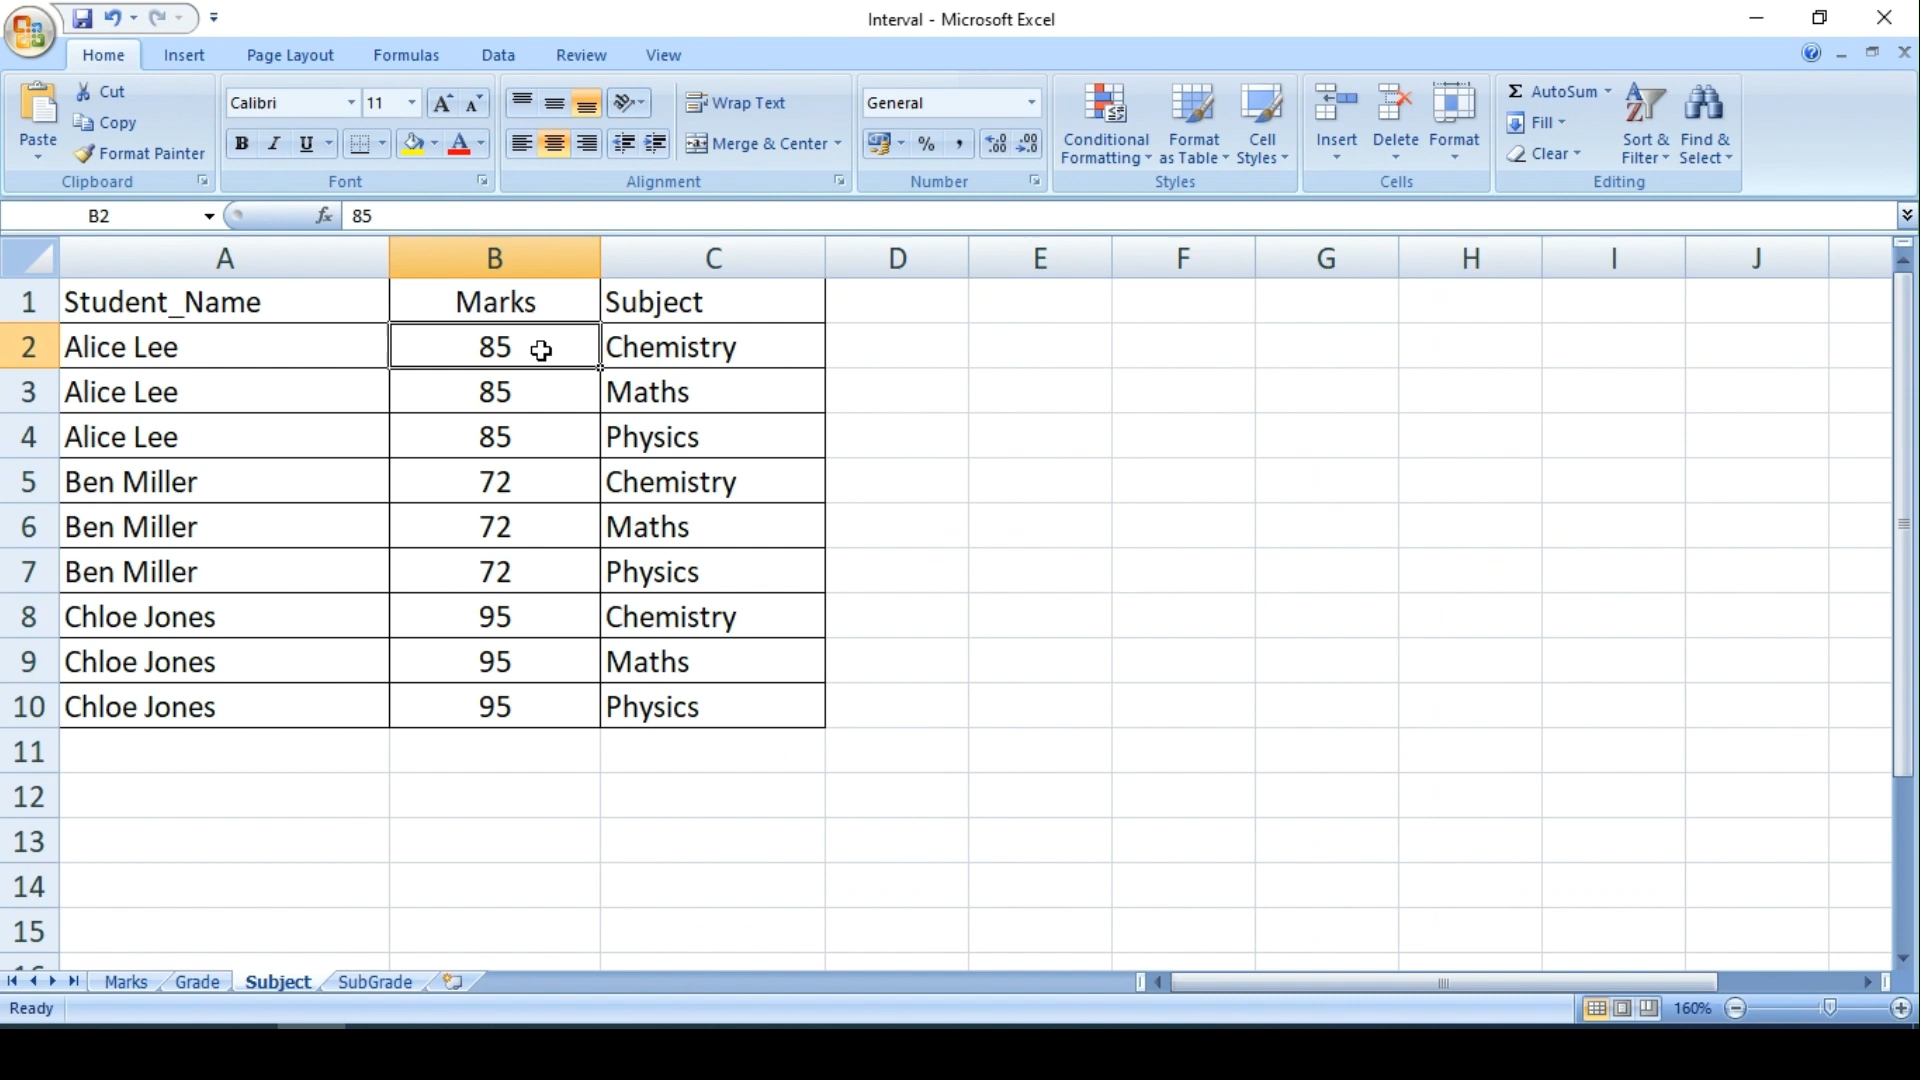 Interval - Microsoft Excel
Home Insert Page Layout Formulas Data Review View
Paste Cut Copy Format Painter Clipboard
Calibri 11 A A B I U A Font
Wrap Text Merge & Center Alignment
General % , .0 .00 .00 .0 Number
Conditional Formatting Format as Table Cell Styles Styles
Insert Delete Format Cells
Σ AutoSum Fill Clear Sort & Filter Find & Select Editing
B2 fx 85
A B C D E F G H I J
1 Student_Name Marks Subject
2 Alice Lee 85 Chemistry
3 Alice Lee 85 Maths
4 Alice Lee 85 Physics
5 Ben Miller 72 Chemistry
6 Ben Miller 72 Maths
7 Ben Miller 72 Physics
8 Chloe Jones 95 Chemistry
9 Chloe Jones 95 Maths
10 Chloe Jones 95 Physics
11
12
13
14
15
Marks Grade Subject SubGrade
Ready 160%